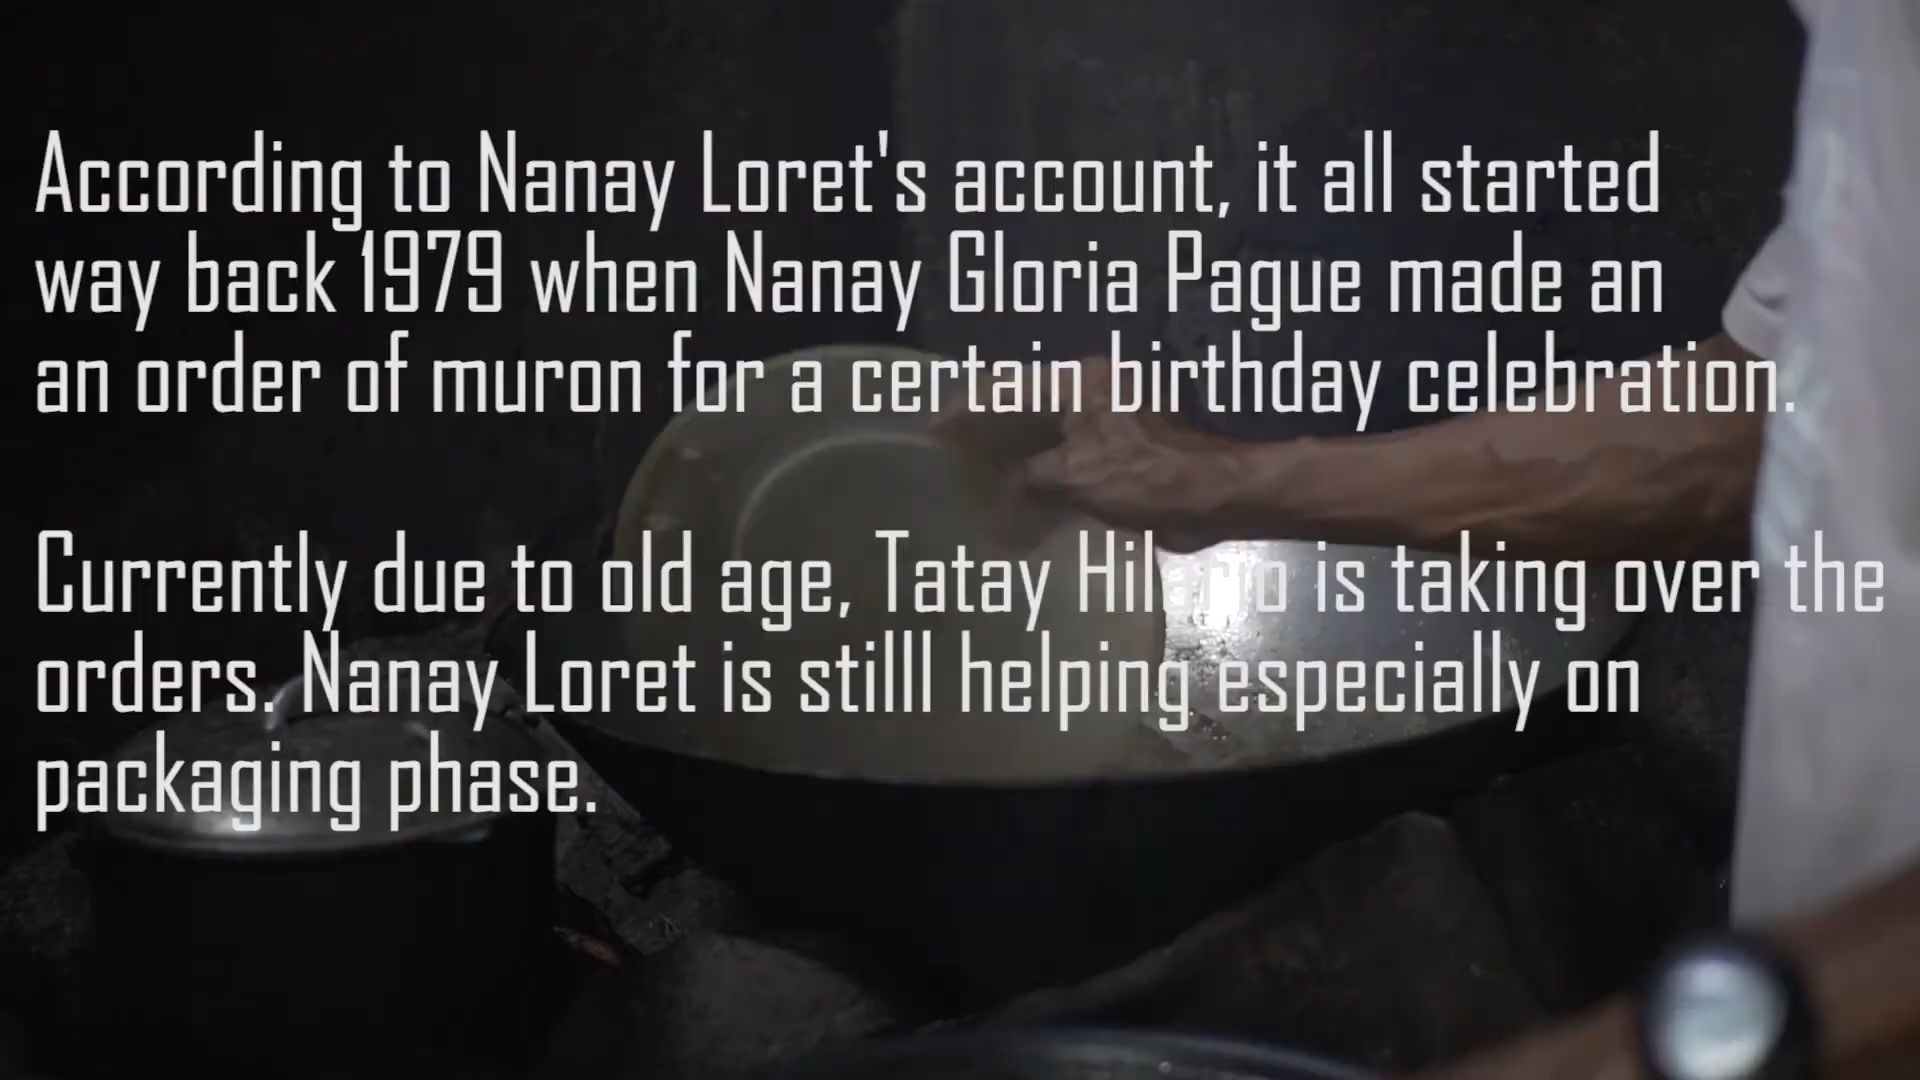 According to Nanay Loret's account, it all started
way back 1979 when Nanay Gloria Pague made an
an order of muron for a certain birthday celebration.
Currently due to old age, Tatay is taking over the
orders. Nanay Loret is stilll helping especially on
packaging phase.